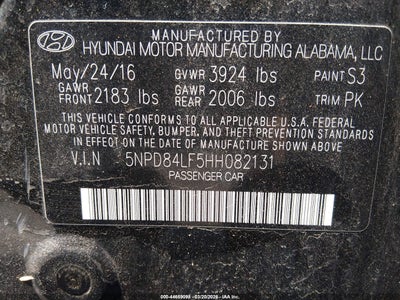 MANUFACTURED BY
HYUNDAI MOTOR MANUFACTURING ALABAMA, LLC
May/24/16 GVWR 3924 lbs PAINT S3
GAWR FRONT 2183 lbs GAWR REAR 2006 lbs TRIM PK
THIS VEHICLE CONFORMS TO ALL APPLICABLE U.S.A. FEDERAL
MOTOR VEHICLE SAFETY, BUMPER, AND THEFT PREVENTION
STANDARDS IN EFFECT ON THE DATE OF
MANUFACTURE SHOWN ABOVE.
V.I.N 5NPD84LF5HH082131
PASSENGER CAR